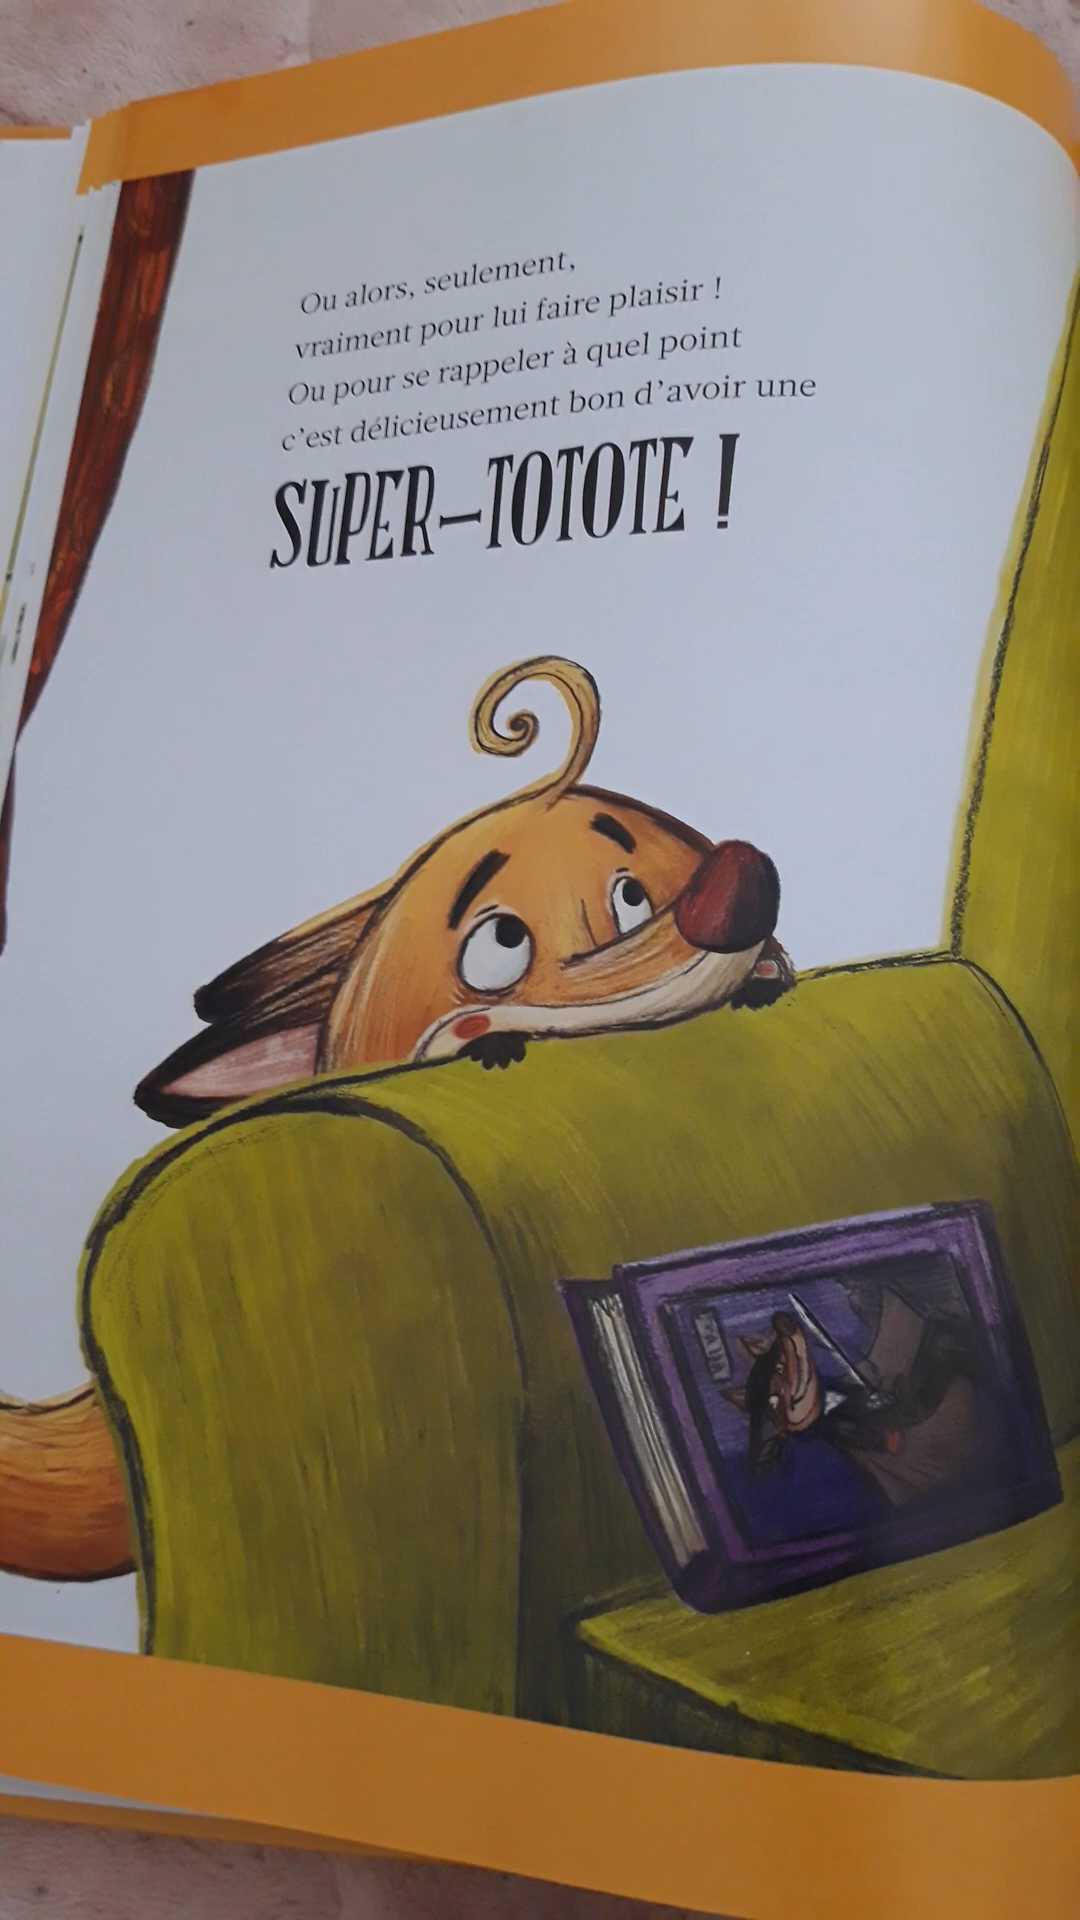 Ou alors, seulement,
vraiment pour lui faire plaisir !
Ou pour se rappeler à quel point
c'est délicieusement bon d'avoir une
SUPER-TOTOTE !